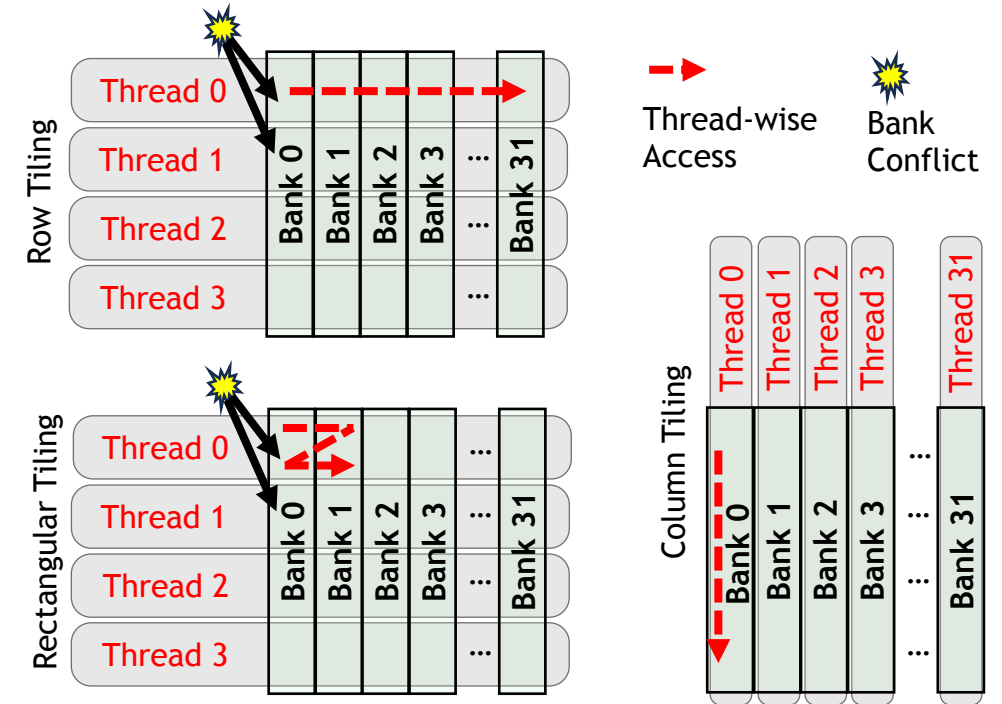 Row Tiling
Thread 0
Thread 1
Thread 2
Thread 3
Bank 0
Bank 1
Bank 2
Bank 3
...
...
...
Bank 31
Thread-wise
Access
Bank
Conflict
Rectangular Tiling
Thread 0
Thread 1
Thread 2
Thread 3
Bank 0
Bank 1
Bank 2
Bank 3
...
...
...
...
Bank 31
Column Tiling
Thread 0
Thread 1
Thread 2
Thread 3
Thread 31
Bank 0
Bank 1
Bank 2
Bank 3
...
...
...
...
Bank 31